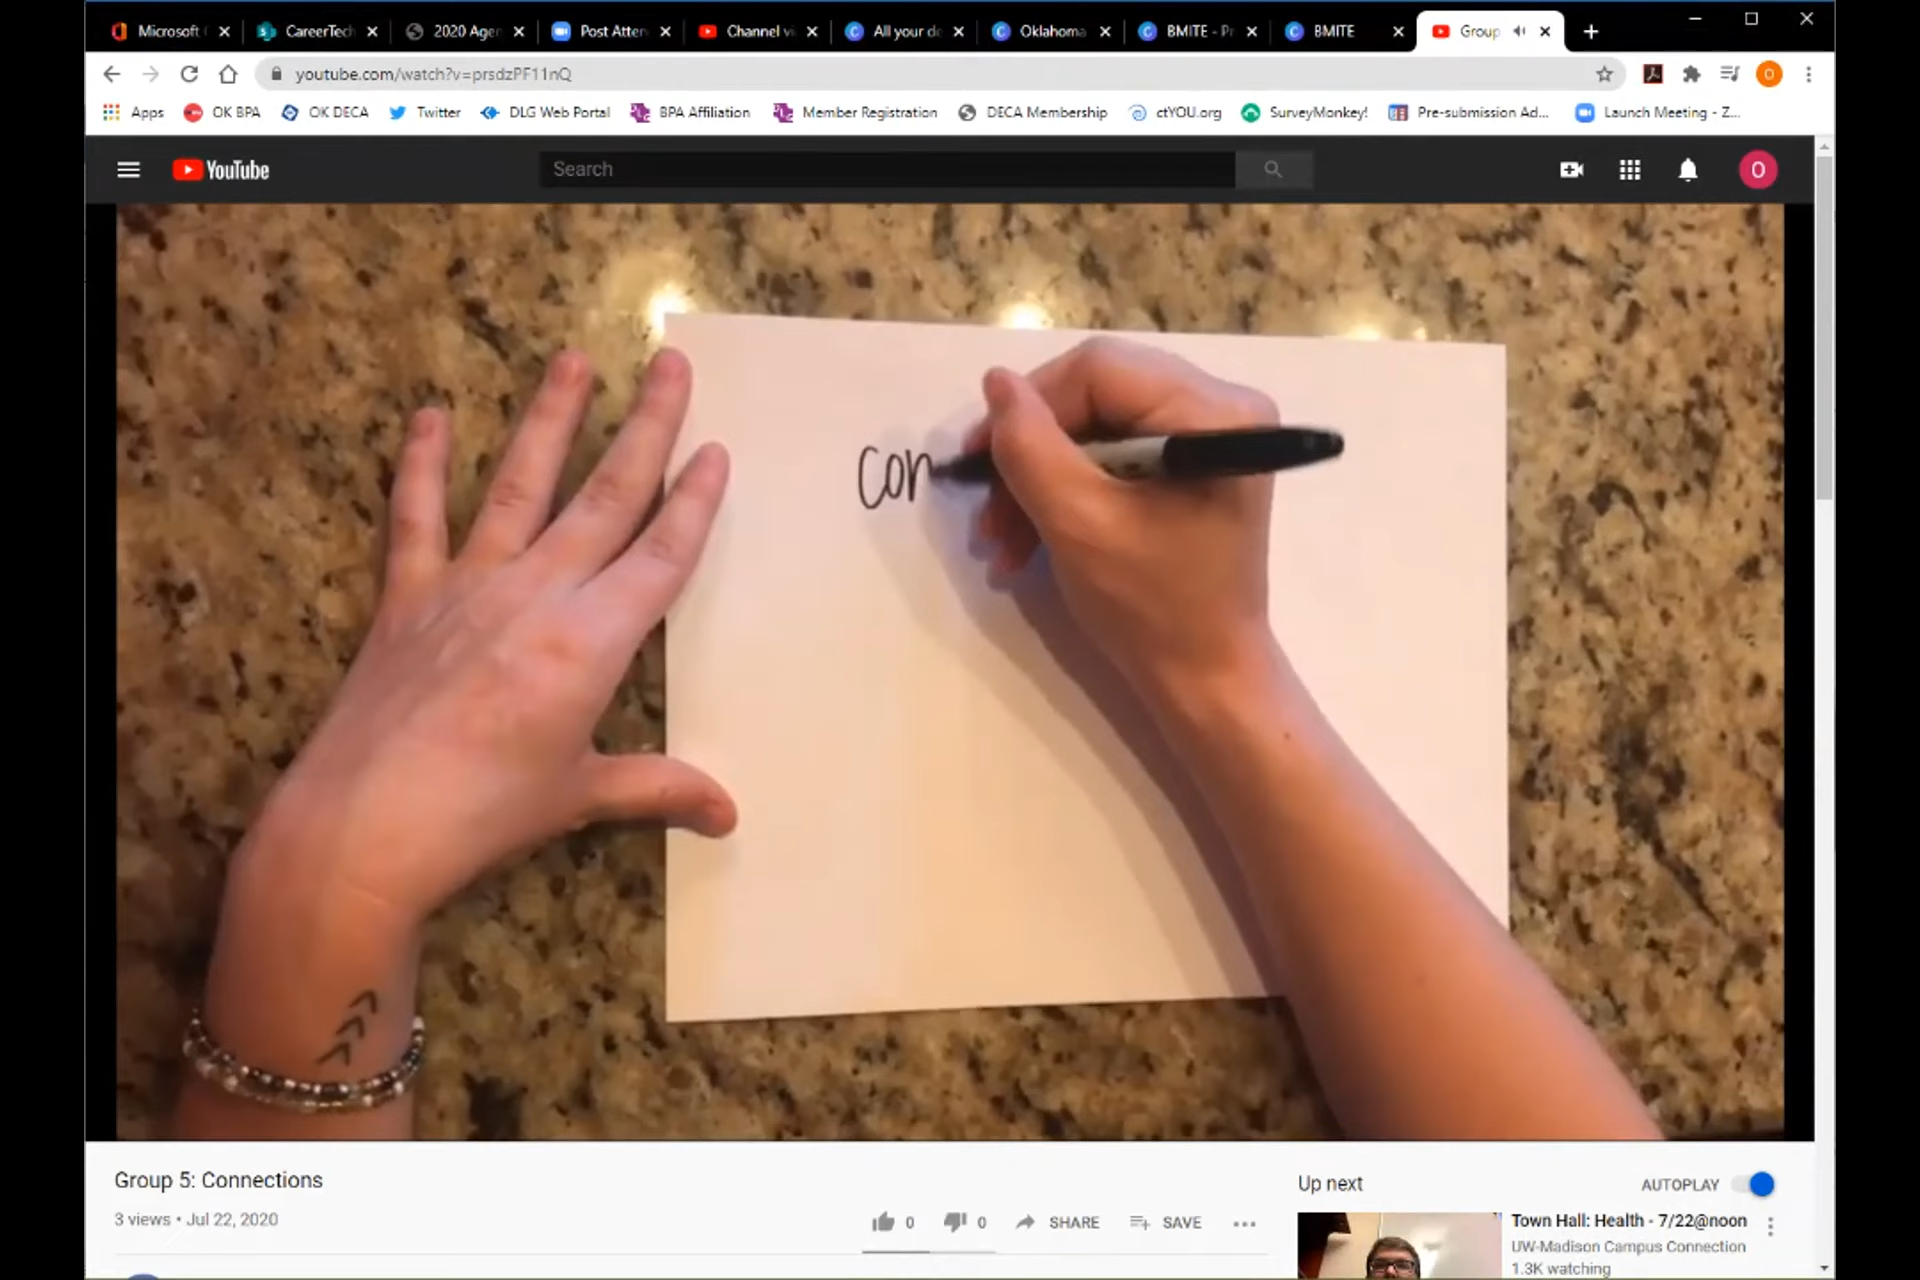 Microsoft
CareerTech
2020 Agen
Post Atten
Channel vi
All your de
Oklahoma
BMITE - Pr
BMITE
Group
youtube.com/watch?v=prsdzPF11nQ
O
Apps
OK BPA
OK DECA
Twitter
DLG Web Portal
BPA Affiliation
Member Registration
DECA Membership
ctYOU.org
SurveyMonkey!
Pre-submission Ad...
Launch Meeting - Z...
YouTube
Search
O
con
Group 5: Connections
3 views • Jul 22, 2020
0
0
SHARE
SAVE
Up next
AUTOPLAY
Town Hall: Health - 7/22@noon
UW-Madison Campus Connection
1.3K watching